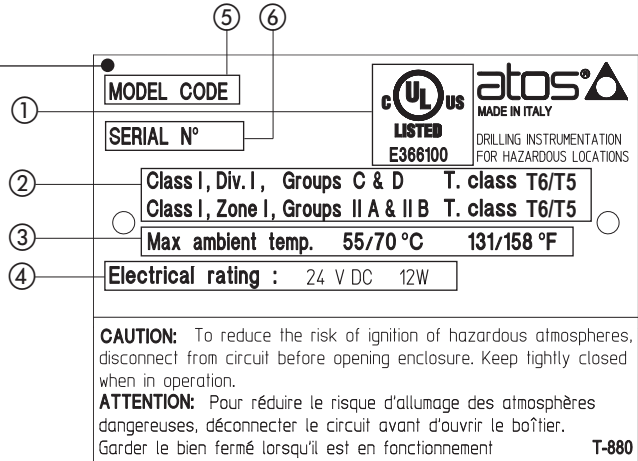 ⑤ ⑥
MODEL CODE
① C UL US LISTED E366100
atos®
MADE IN ITALY
SERIAL N°
DRILLING INSTRUMENTATION
FOR HAZARDOUS LOCATIONS
② Class I, Div. I, Groups C & D T. class T6/T5
Class I, Zone I, Groups II A & II B T. class T6/T5
③ Max ambient temp. 55/70 °C 131/158 °F
④ Electrical rating : 24 V DC 12W
CAUTION: To reduce the risk of ignition of hazardous atmospheres,
disconnect from circuit before opening enclosure. Keep tightly closed
when in operation.
ATTENTION: Pour réduire le risque d'allumage des atmosphères
dangereuses, déconnecter le circuit avant d'ouvrir le boîtier.
Garder le bien fermé lorsqu'il est en fonctionnement T-880